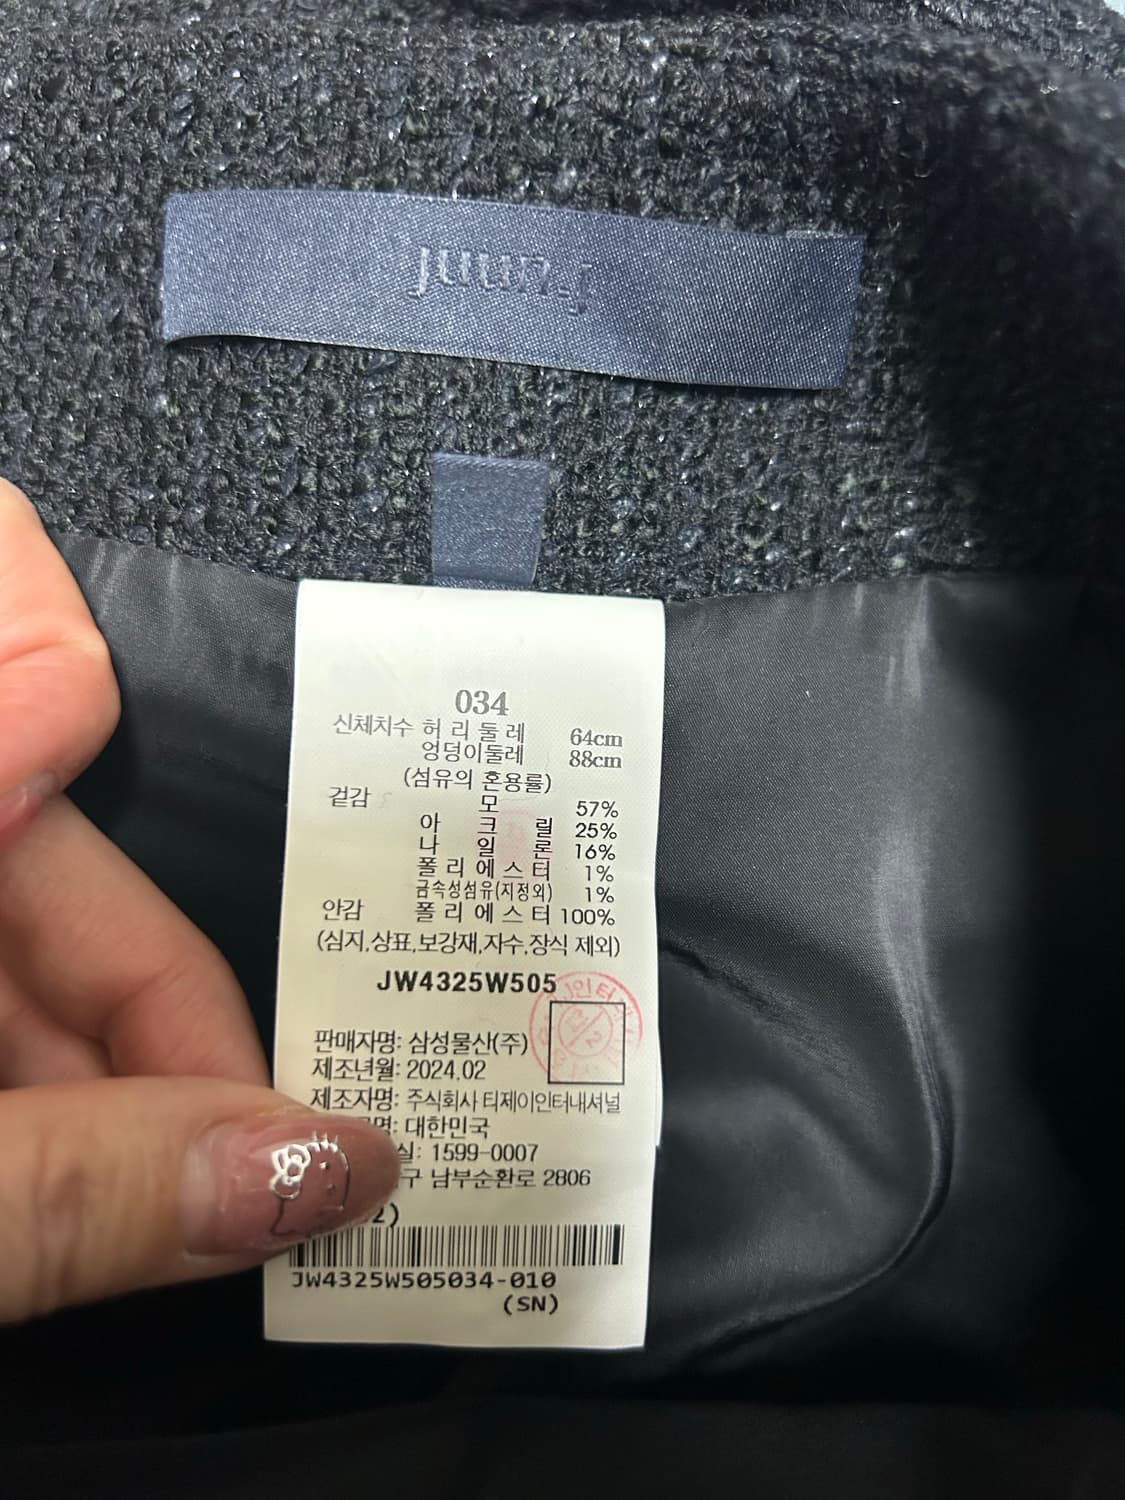 juun.j
034
신체치수 허 리 둘 레 64cm
엉덩이둘레 88cm
(섬유의 혼용률)
겉감 모 57%
아 크 릴 25%
나 일 론 16%
폴 리 에 스 터 1%
금속성섬유(지정외) 1%
안감 폴 리 에 스 터 100%
(심지,상표,보강재,자수,장식 제외)
JW4325W505
판매자명: 삼성물산(주)
제조년월: 2024.02
제조자명: 주식회사 티제이인터내셔널
명: 대한민국
실: 1599-0007
구 남부순환로 2806
2)
JW4325W505034-010
(SN)